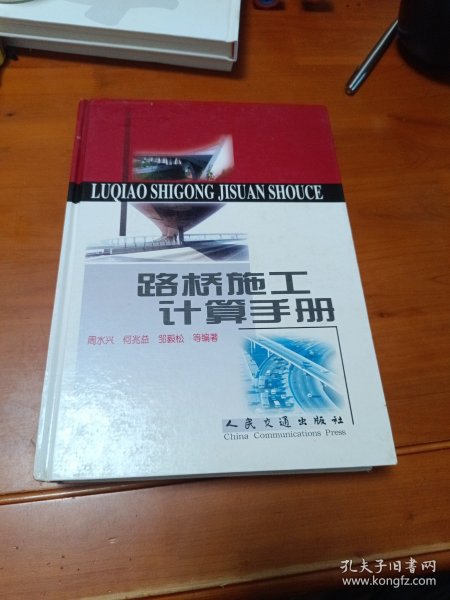 LUQIAO SHIGONG JISUAN SHOUCE
路桥施工
计算手册
周水兴 何兆益 邹毅松 等编著
人民交通出版社
China Communications Press
孔夫子旧书网
www.kongfz.com